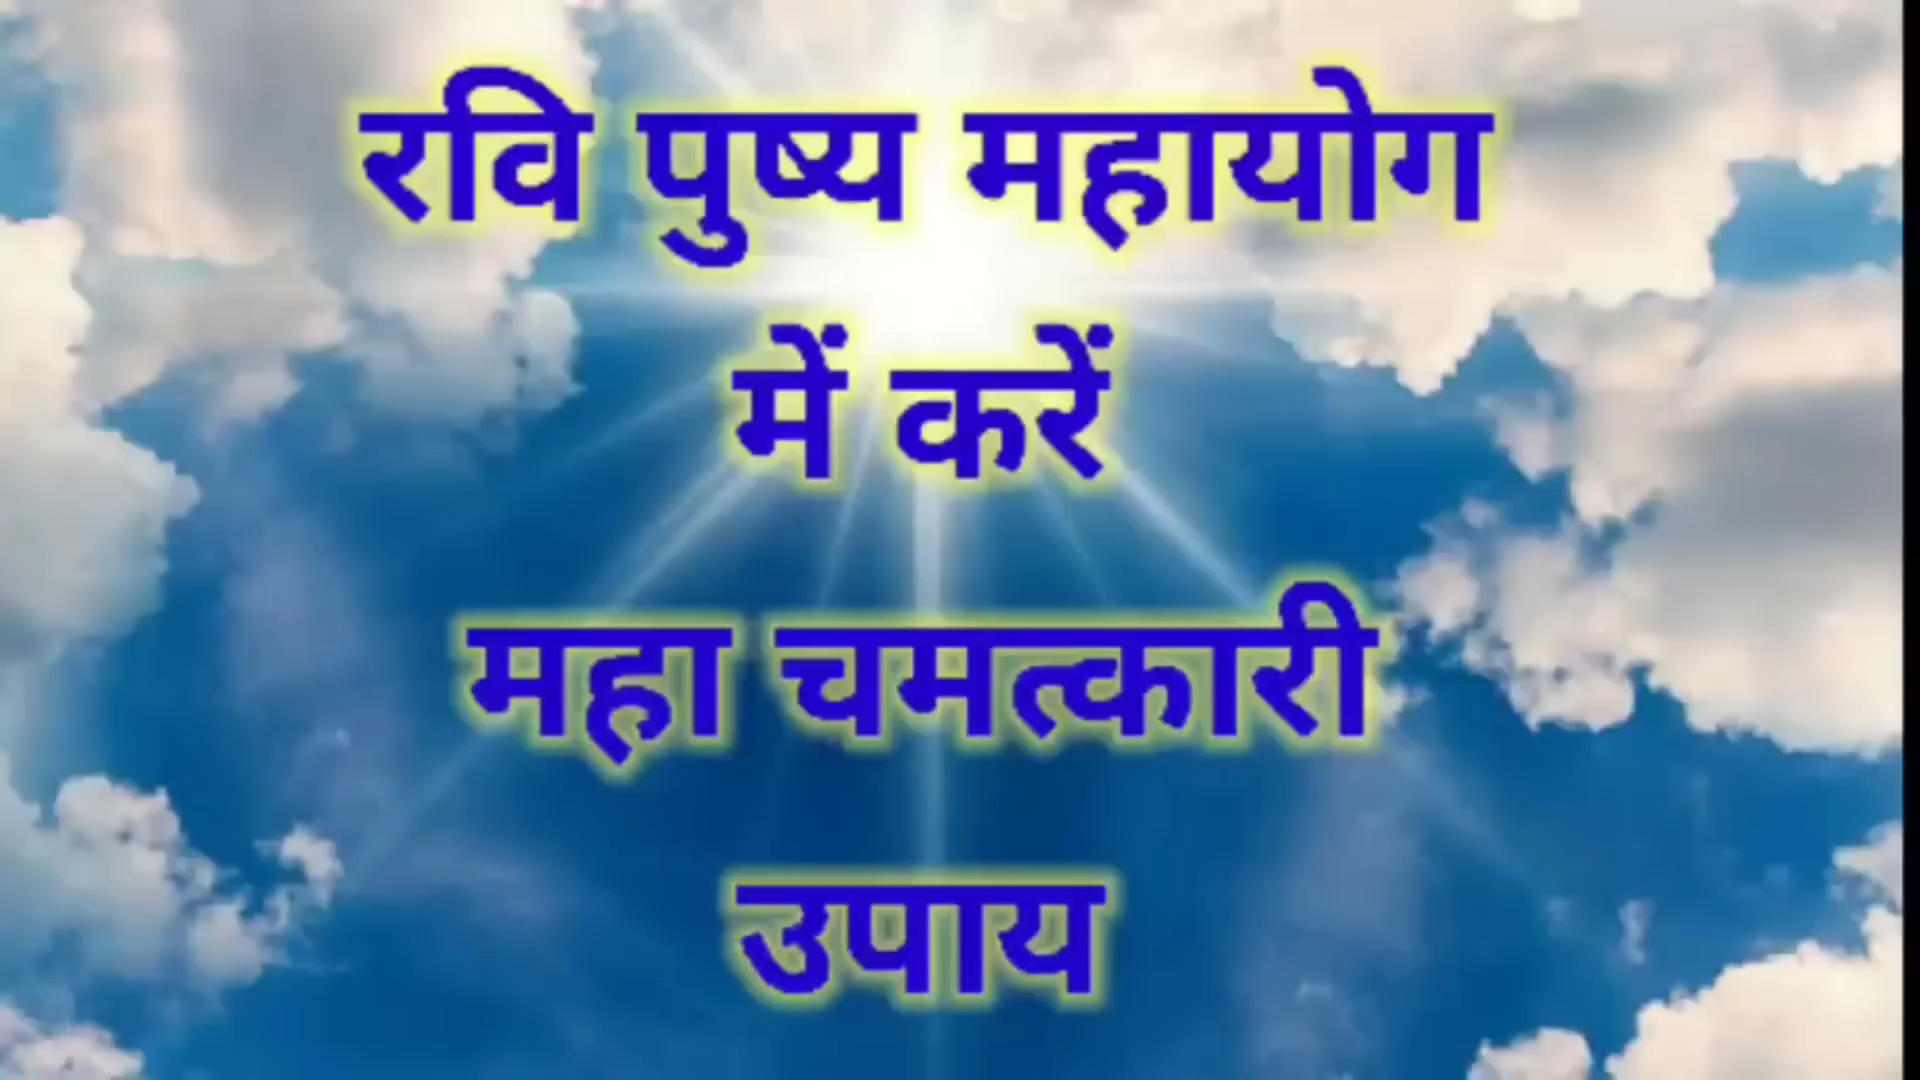 रवि पुष्य महायोग
में करें
महा चमत्कारी
उपाय